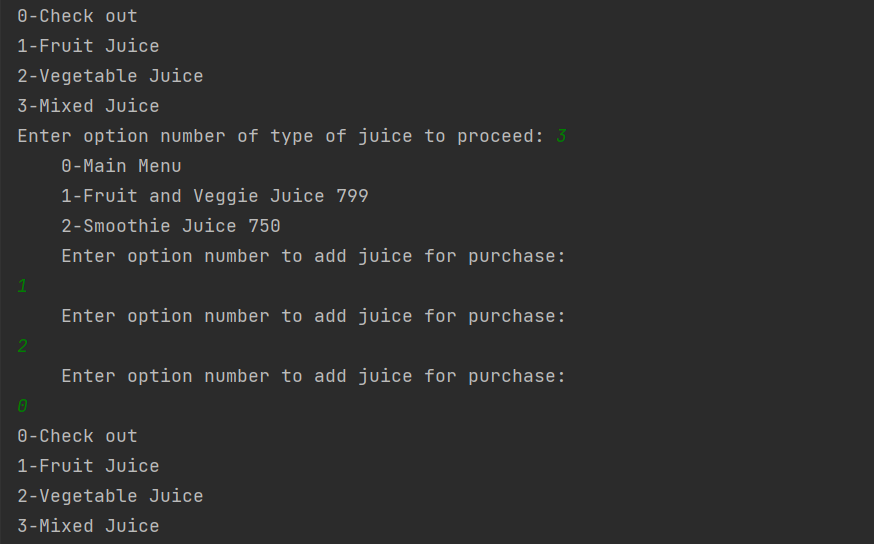 0-Check out
1-Fruit Juice
2-Vegetable Juice
3-Mixed Juice
Enter option number of type of juice to proceed: 3
0-Main Menu
1-Fruit and Veggie Juice 799
2-Smoothie Juice 750
Enter option number to add juice for purchase:
1
Enter option number to add juice for purchase:
2
Enter option number to add juice for purchase:
0
0-Check out
1-Fruit Juice
2-Vegetable Juice
3-Mixed Juice